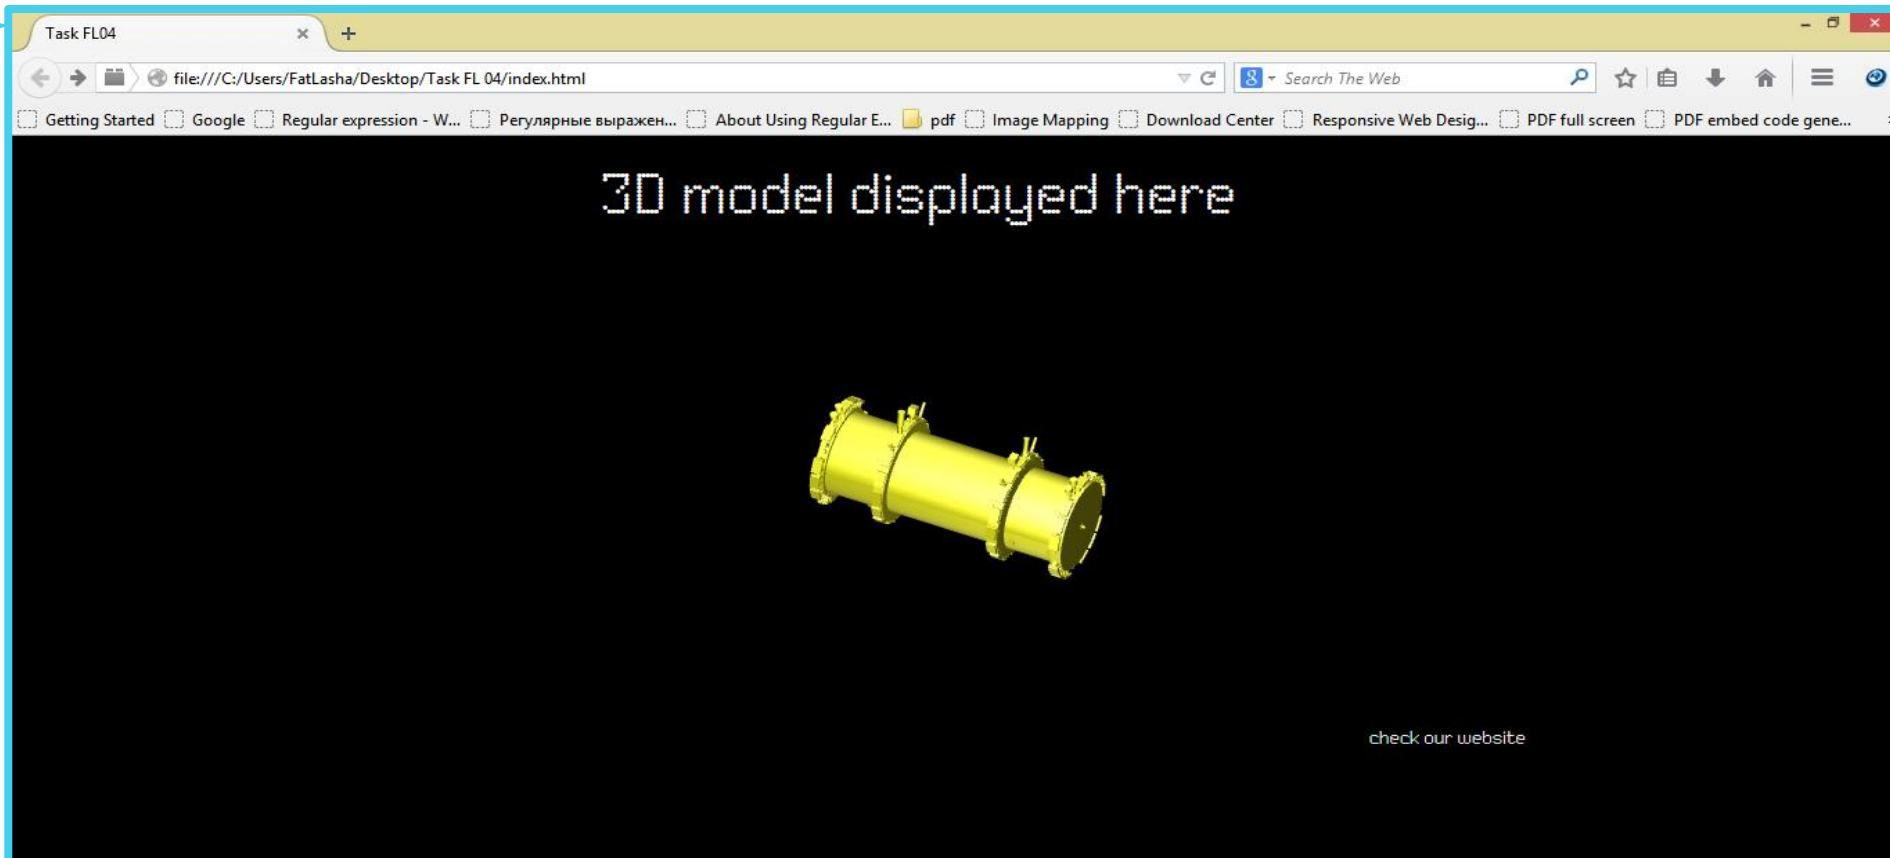 Task FL04
file:///C:/Users/FatLasha/Desktop/Task FL 04/index.html
8 Search The Web
Getting Started Google Regular expression - W... Регулярные выражен... About Using Regular E... pdf Image Mapping Download Center Responsive Web Desig... PDF full screen PDF embed code gene...
3D model displayed here
check our website